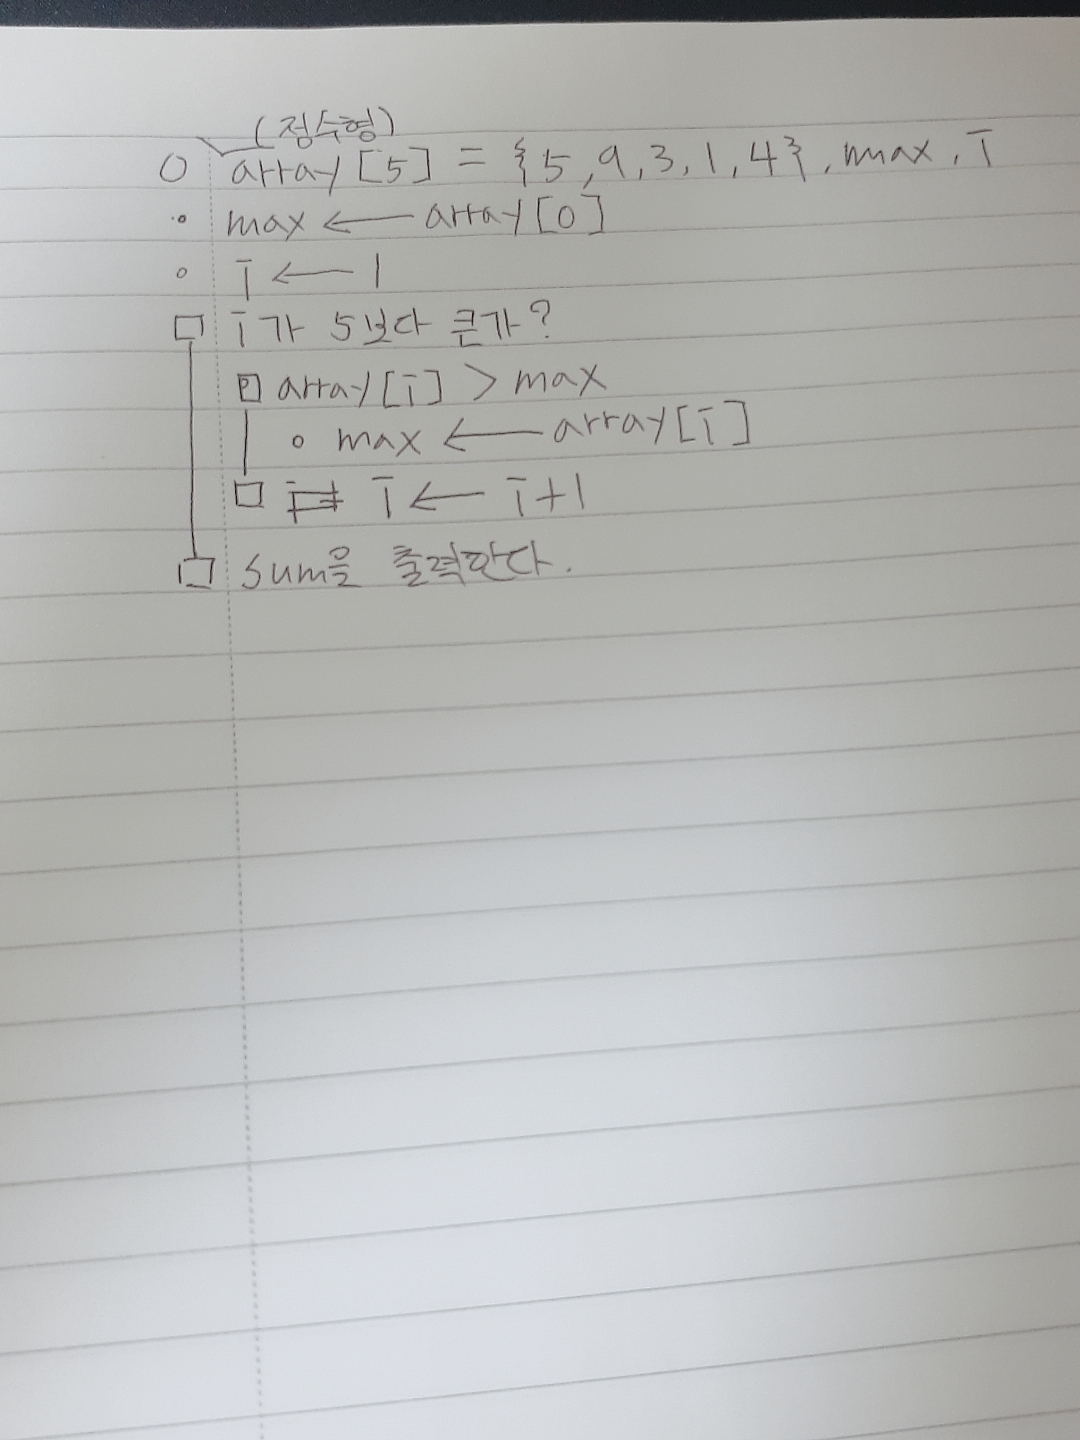 (정수형)
○ array[5] = {5,9,3,1,4}, max, i
○ max ← array[0]
○ i ← 1
□ i가 5보다 큰가?
□ array[i] > max
○ max ← array[i]
□ i ← i+1
□ sum을 출력한다.